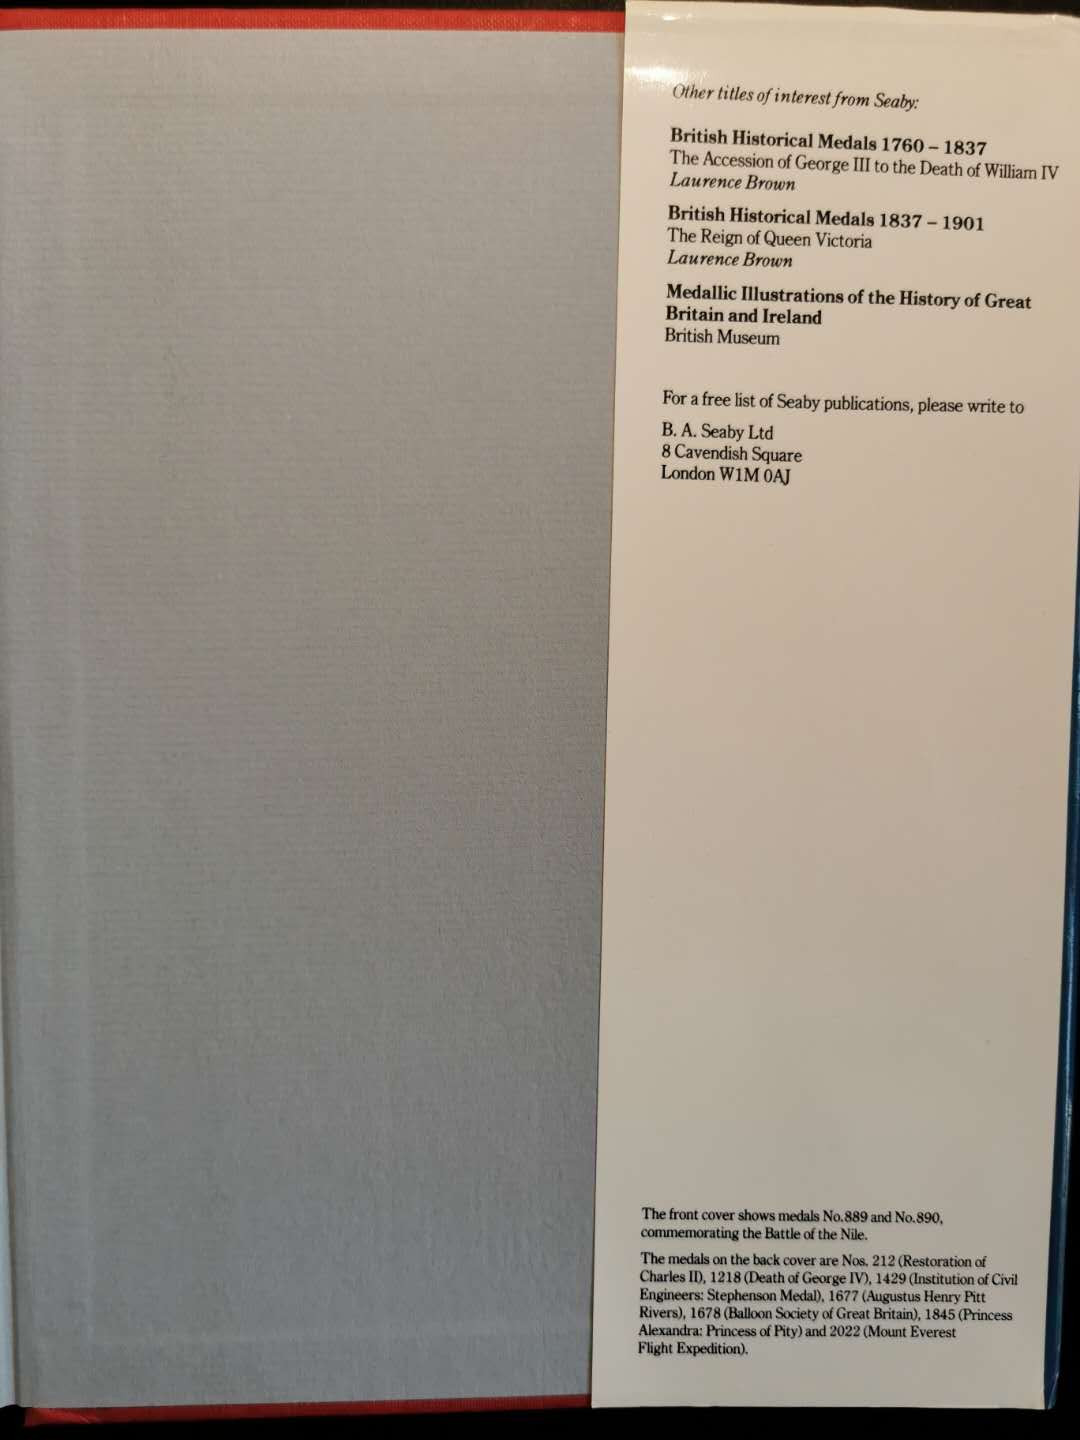 Other titles of interest from Seaby:
British Historical Medals 1760 – 1837
The Accession of George III to the Death of William IV
Laurence Brown
British Historical Medals 1837 – 1901
The Reign of Queen Victoria
Laurence Brown
Medallic Illustrations of the History of Great
Britain and Ireland
British Museum
For a free list of Seaby publications, please write to
B. A. Seaby Ltd
8 Cavendish Square
London W1M 0AJ
The front cover shows medals No.889 and No.890,
commemorating the Battle of the Nile.
The medals on the back cover are Nos. 212 (Restoration of
Charles II), 1218 (Death of George IV), 1429 (Institution of Civil
Engineers: Stephenson Medal), 1677 (Augustus Henry Pitt
Rivers), 1678 (Balloon Society of Great Britain), 1845 (Princess
Alexandra: Princess of Pity) and 2022 (Mount Everest
Flight Expedition).